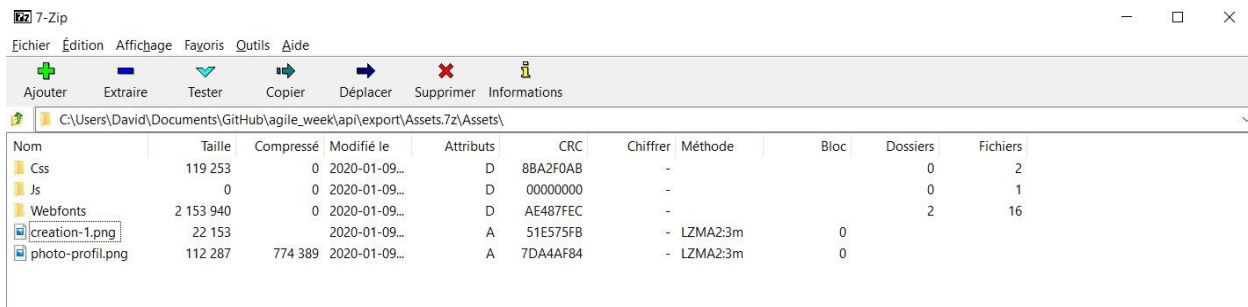 7z 7-Zip
Fichier Édition Affichage Favoris Outils Aide
Ajouter Extraire Tester Copier Déplacer Supprimer Informations
C:\Users\David\Documents\GitHub\agile_week\api\export\Assets.7z\Assets\
Nom Taille Compressé Modifié le Attributs CRC Chiffrer Méthode Bloc Dossiers Fichiers
Css 119 253 0 2020-01-09... D 8BA2F0AB - 0 2
Js 0 0 2020-01-09... D 00000000 - 0 1
Webfonts 2 153 940 0 2020-01-09... D AE487FEC - 2 16
creation-1.png 22 153 2020-01-09... A 51E575FB - LZMA2:3m 0
photo-profil.png 112 287 774 389 2020-01-09... A 7DA4AF84 - LZMA2:3m 0